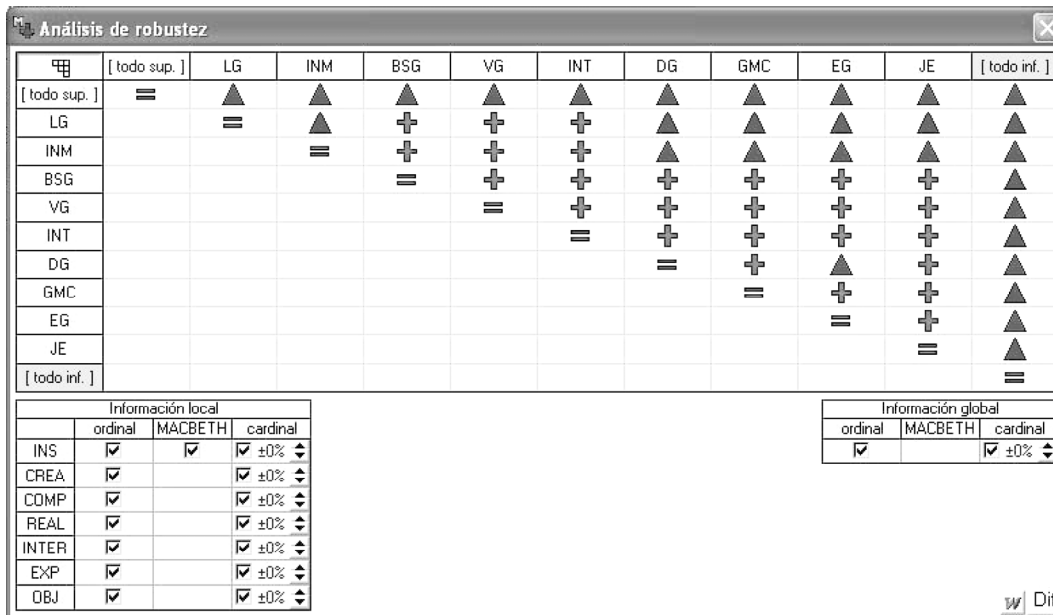 Análisis de robustez
[ todo sup. ] LG INM BSG VG INT DG GMC EG JE [ todo inf. ]
[ todo sup. ] = ▲ ▲ ▲ ▲ ▲ ▲ ▲ ▲ ▲ ▲
LG = ▲ + + + ▲ ▲ ▲ ▲ ▲
INM = + + + ▲ ▲ ▲ ▲ ▲
BSG = + + + + + + ▲
VG = + + + + + ▲
INT = + + + + ▲
DG = + ▲ + ▲
GMC = + + ▲
EG = + ▲
JE = ▲
[ todo inf. ] =
Información local
ordinal MACBETH cardinal
INS ±0%
CREA ±0%
COMP ±0%
REAL ±0%
INTER ±0%
EXP ±0%
OBJ ±0%
Información global
ordinal MACBETH cardinal
±0%